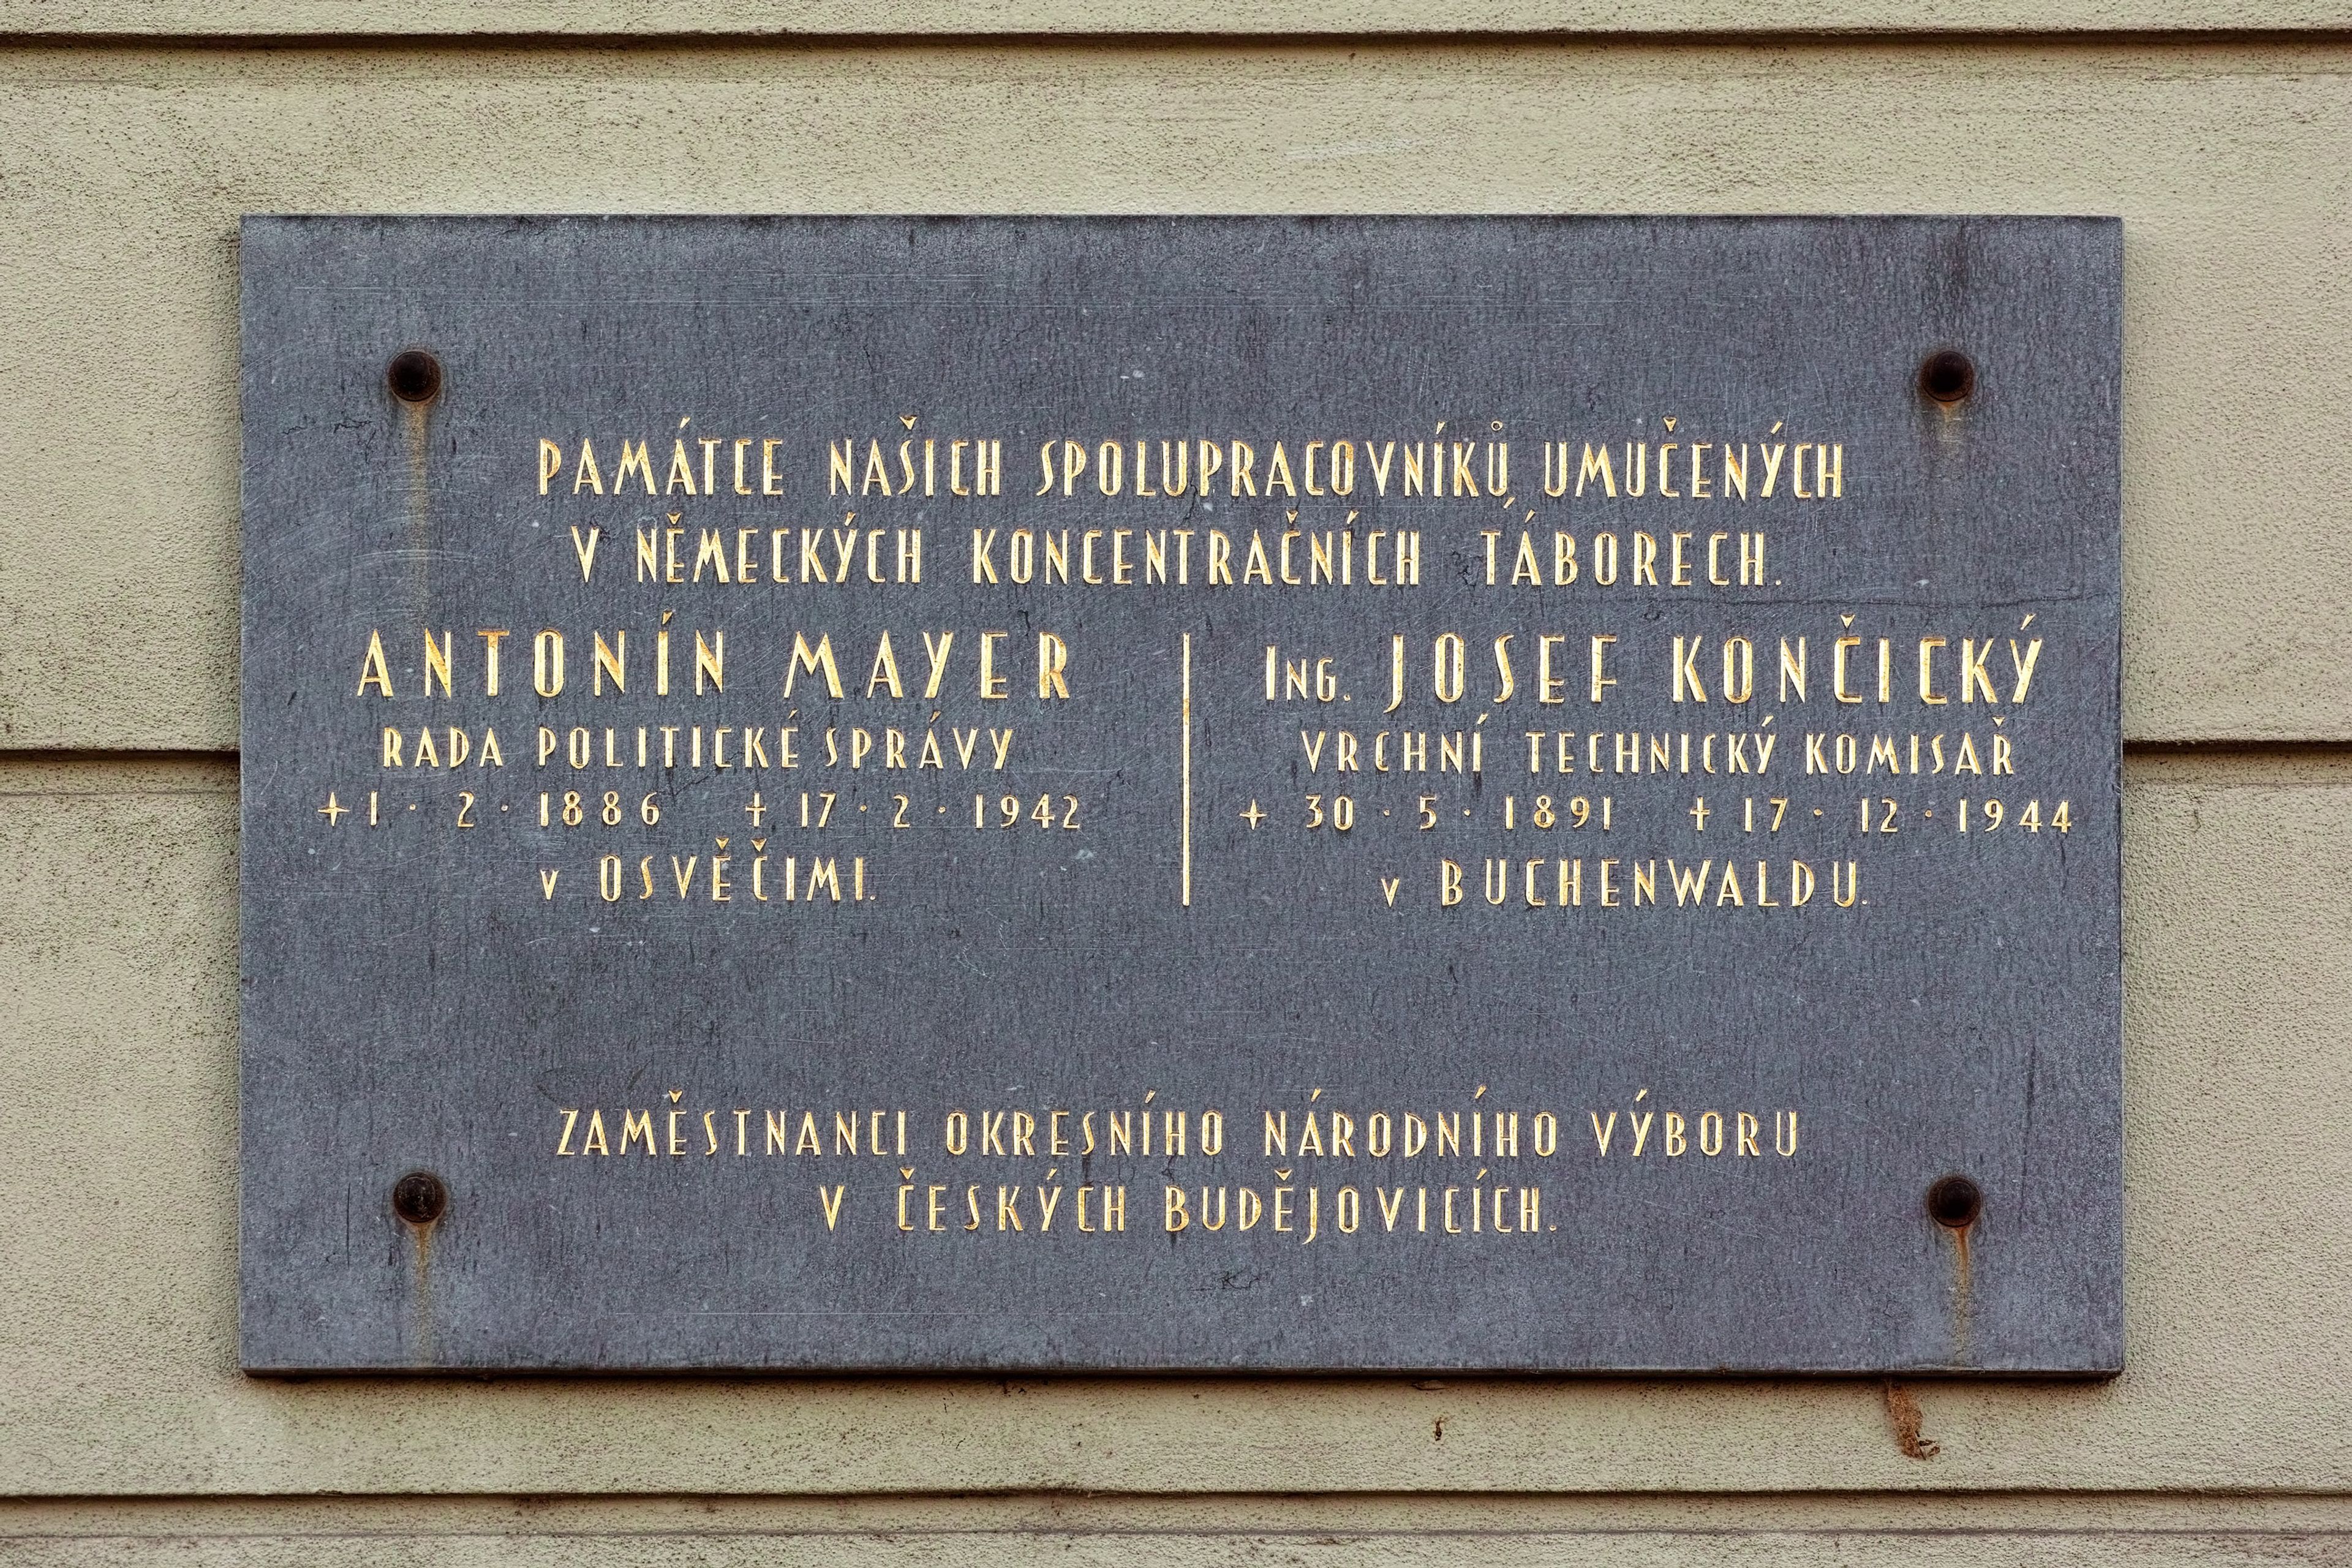 PAMÁTCE NAŠICH SPOLUPRACOVNÍKŮ UMUČENÝCH
V NĚMECKÝCH KONCENTRAČNÍCH TÁBORECH.
ANTONÍN MAYER
RADA POLITICKÉ SPRÁVY
+ 1 · 2 · 1886 † 17 · 2 · 1942
v OSVĚČIMI.
ING. JOSEF KONČICKÝ
VRCHNÍ TECHNICKÝ KOMISAŘ
+ 30 · 5 · 1891 † 17 · 12 · 1944
v BUCHENWALDU.
ZAMĚSTNANCI OKRESNÍHO NÁRODNÍHO VÝBORU
V ČESKÝCH BUDĚJOVICÍCH.